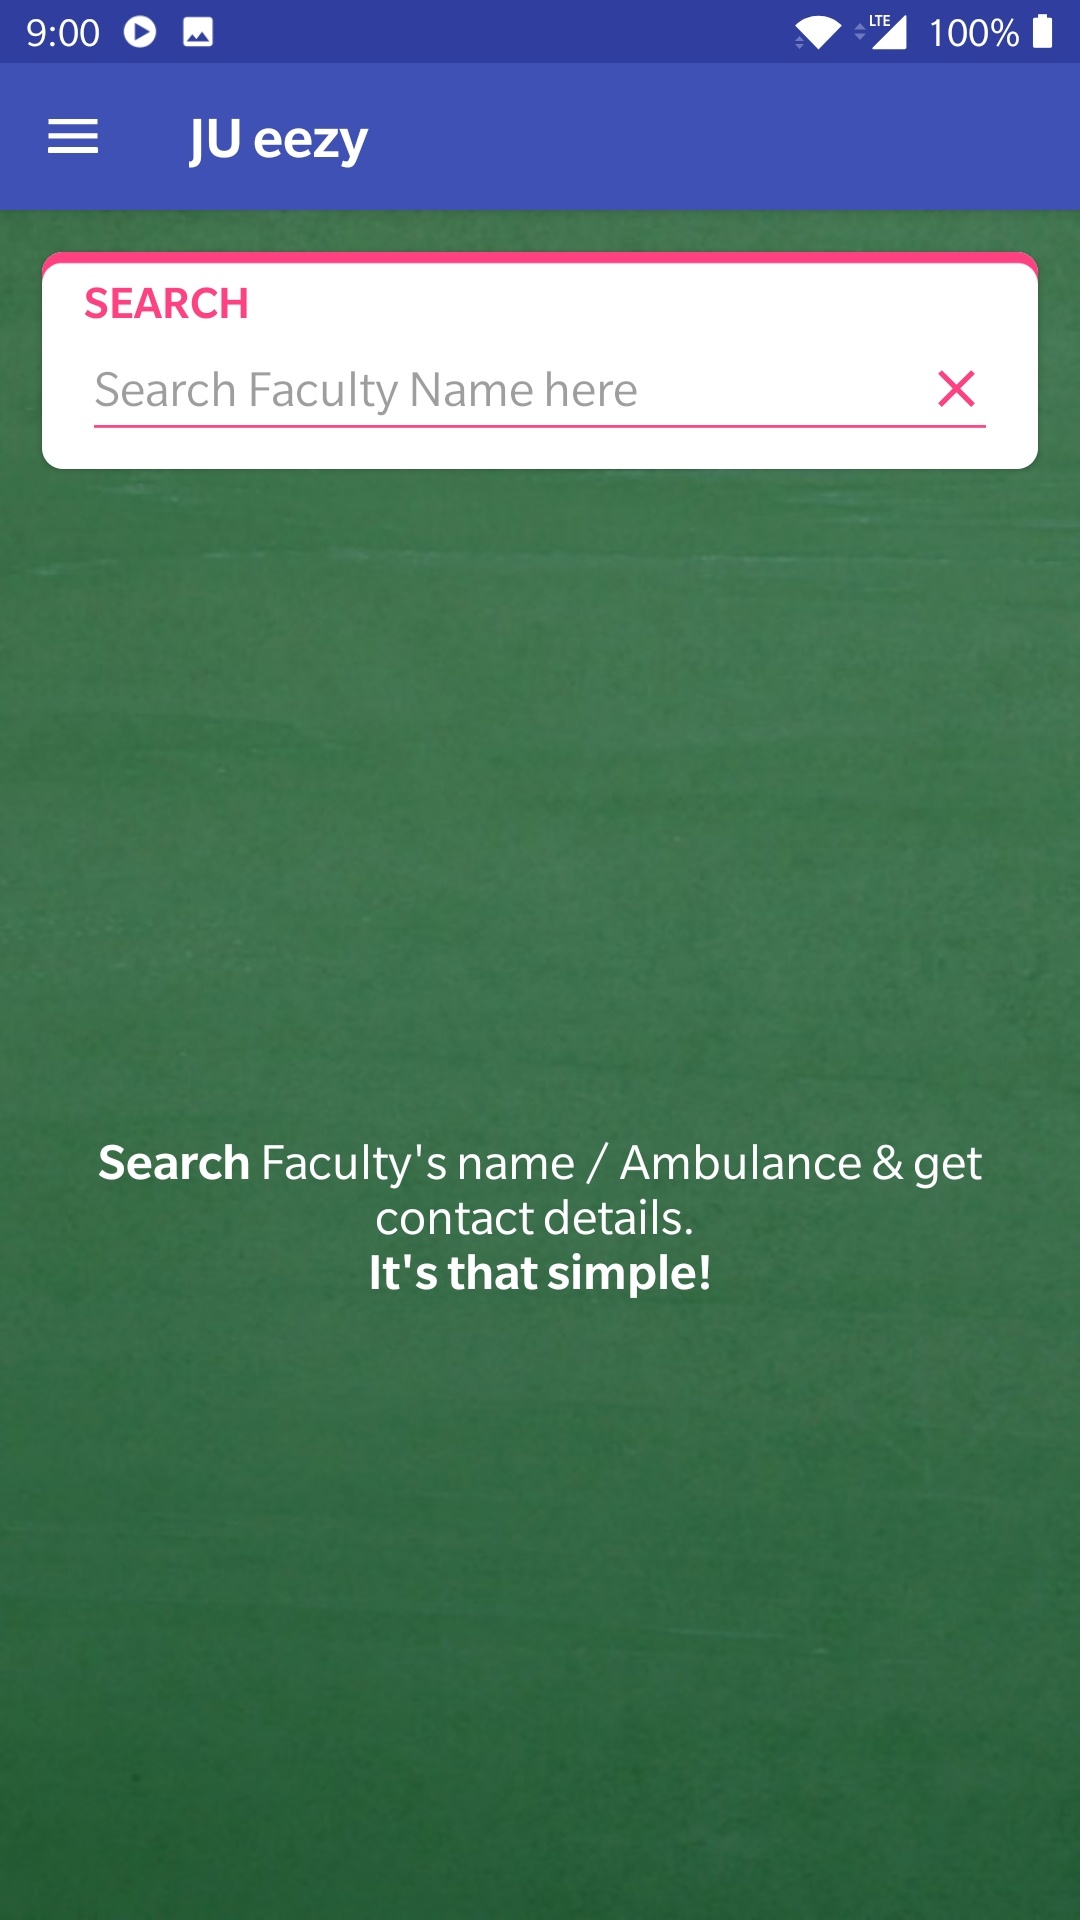 9:00 LTE 100%
JU eezy
SEARCH
Search Faculty Name here
Search Faculty's name / Ambulance & get
contact details.
It's that simple!